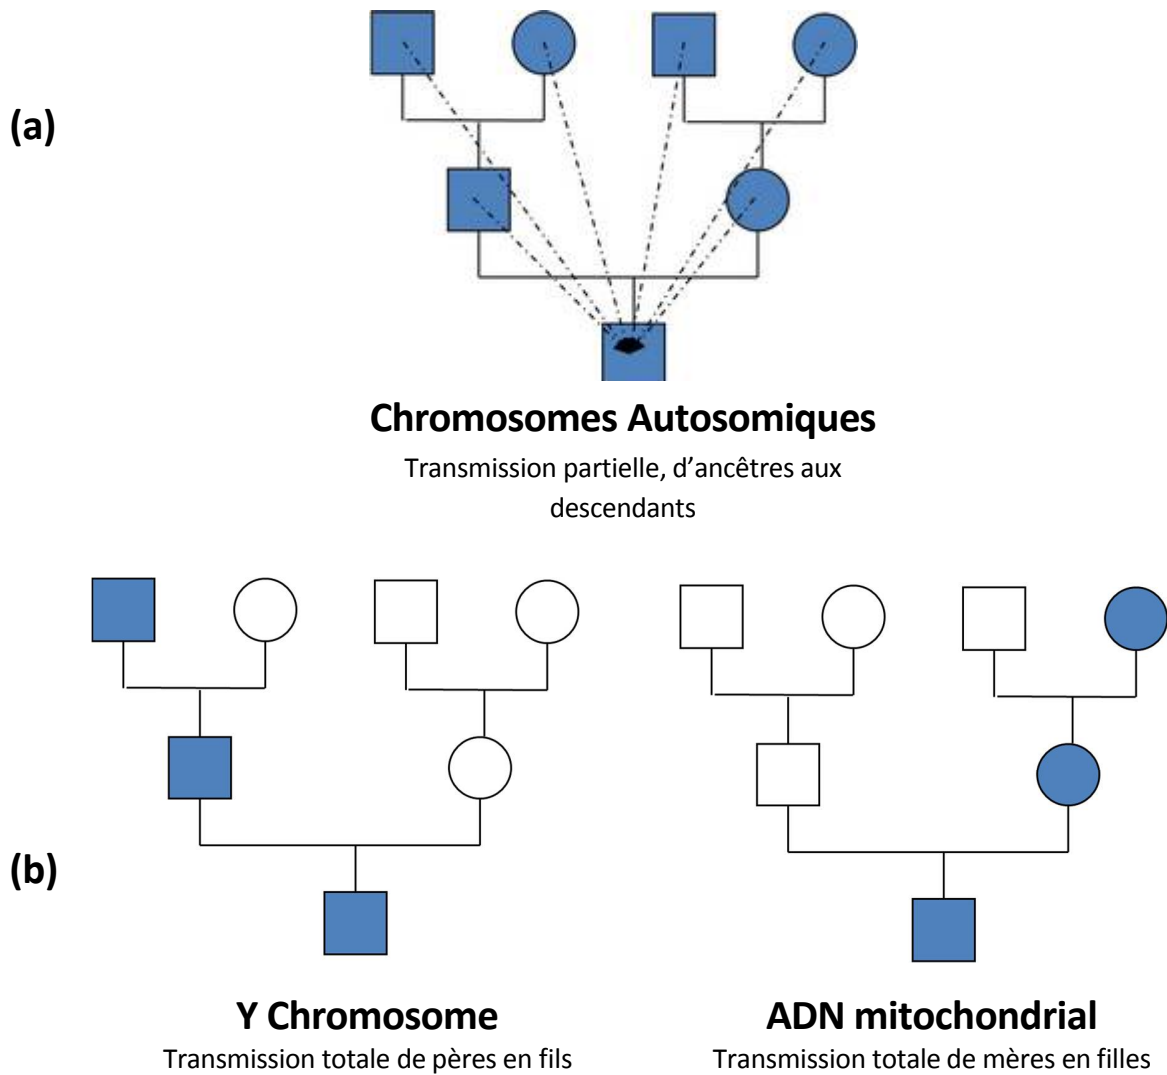 (a)
Chromosomes Autosomiques
Transmission partielle, d’ancêtres aux
descendants
(b)
Y Chromosome
Transmission totale de pères en fils
ADN mitochondrial
Transmission totale de mères en filles